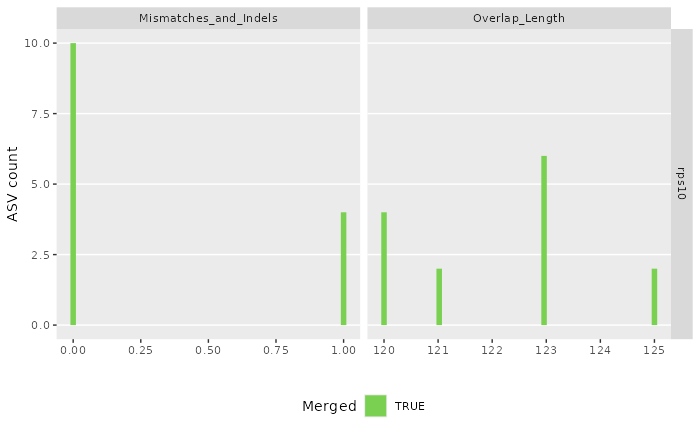 Mismatches_and_Indels Overlap_Length
10.0
7.5
5.0
2.5
0.0
ASV count
rps10
0.00 0.25 0.50 0.75 1.00 120 121 122 123 124 125
Merged TRUE